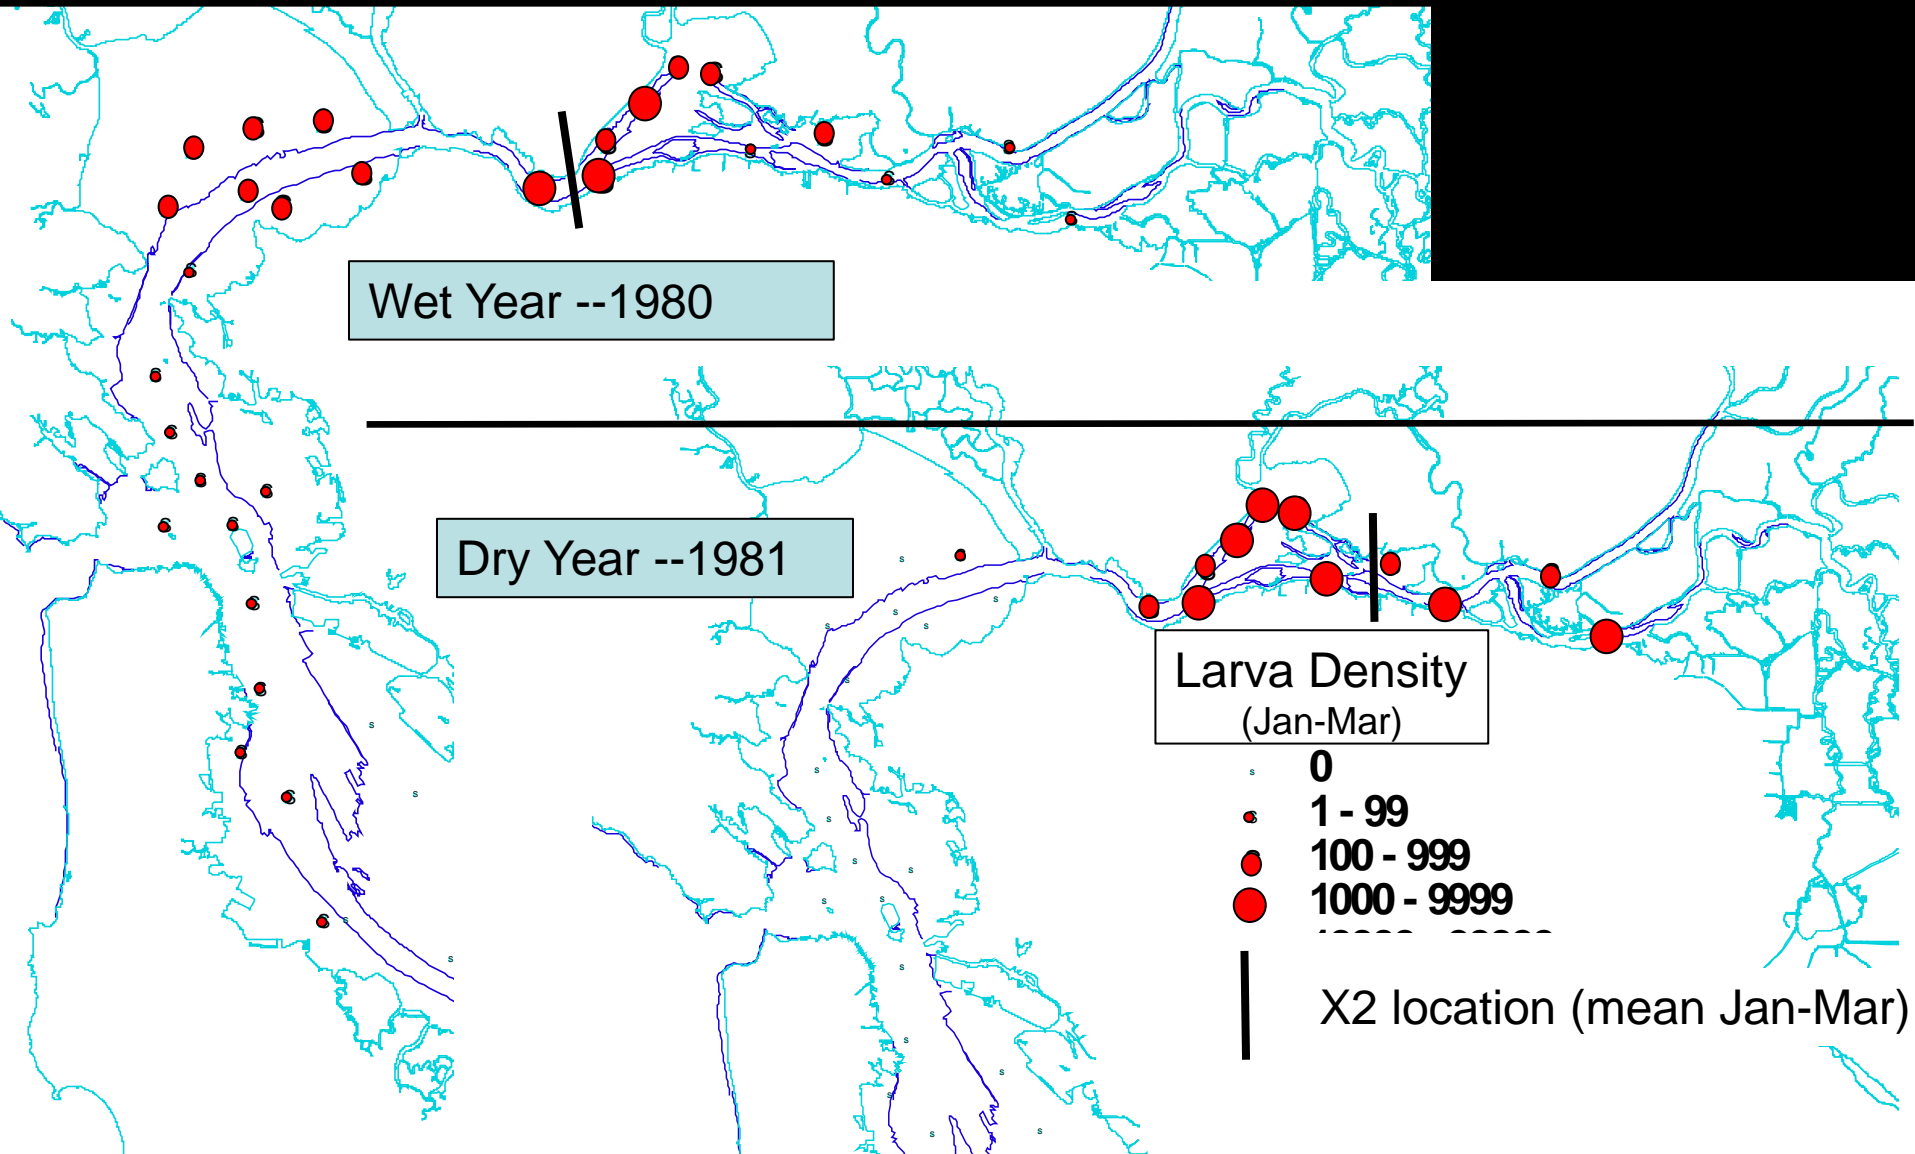 Wet Year --1980
Dry Year --1981
Larva Density
(Jan-Mar)
0
1 - 99
100 - 999
1000 - 9999
X2 location (mean Jan-Mar)